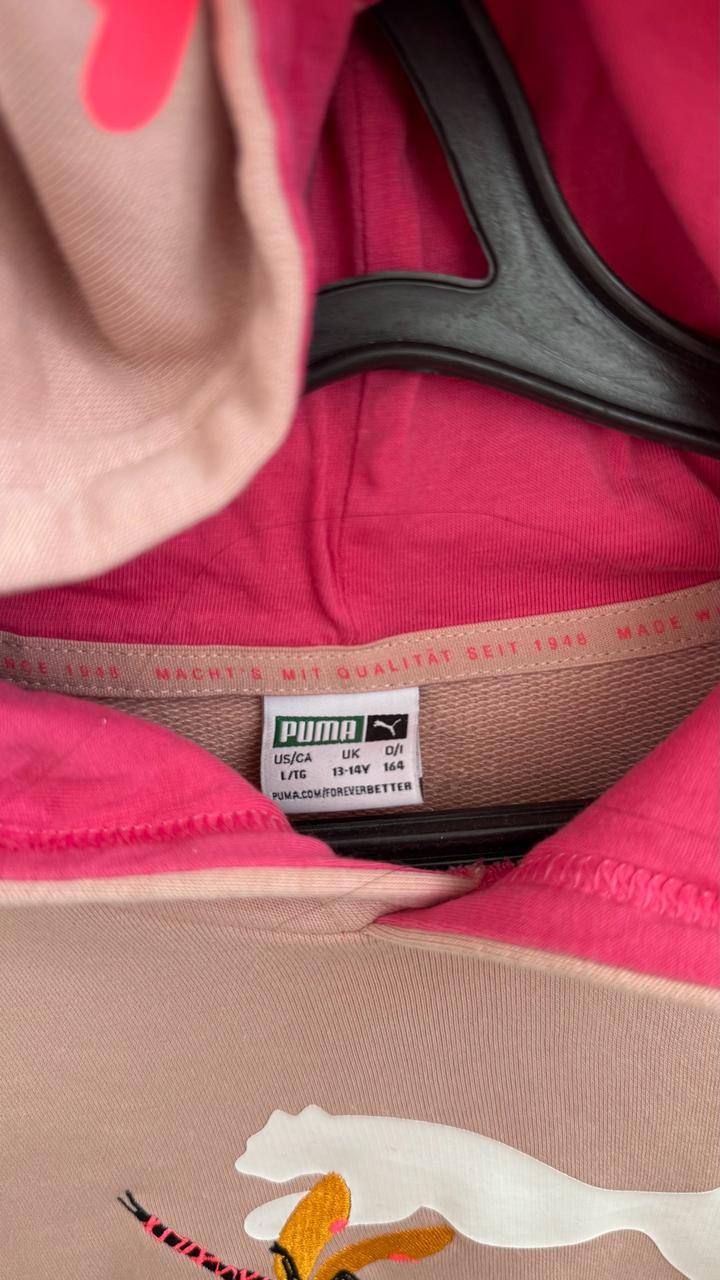 NCE 1948 MACHT'S MIT QUALITÄT SEIT 1948 MADE W
PUMA
US/CA UK D/I
L/TG 13-14Y 164
PUMA.COM/FOREVERBETTER